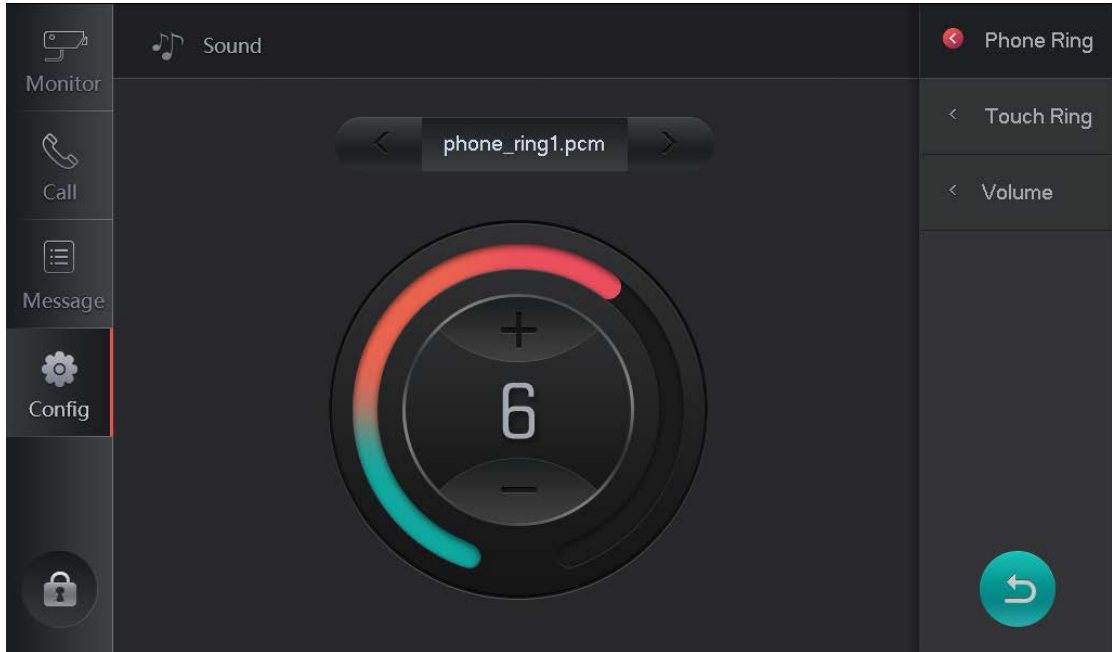 Monitor
Call
Message
Config
Sound
phone_ring1.pcm
6
Phone Ring
Touch Ring
Volume